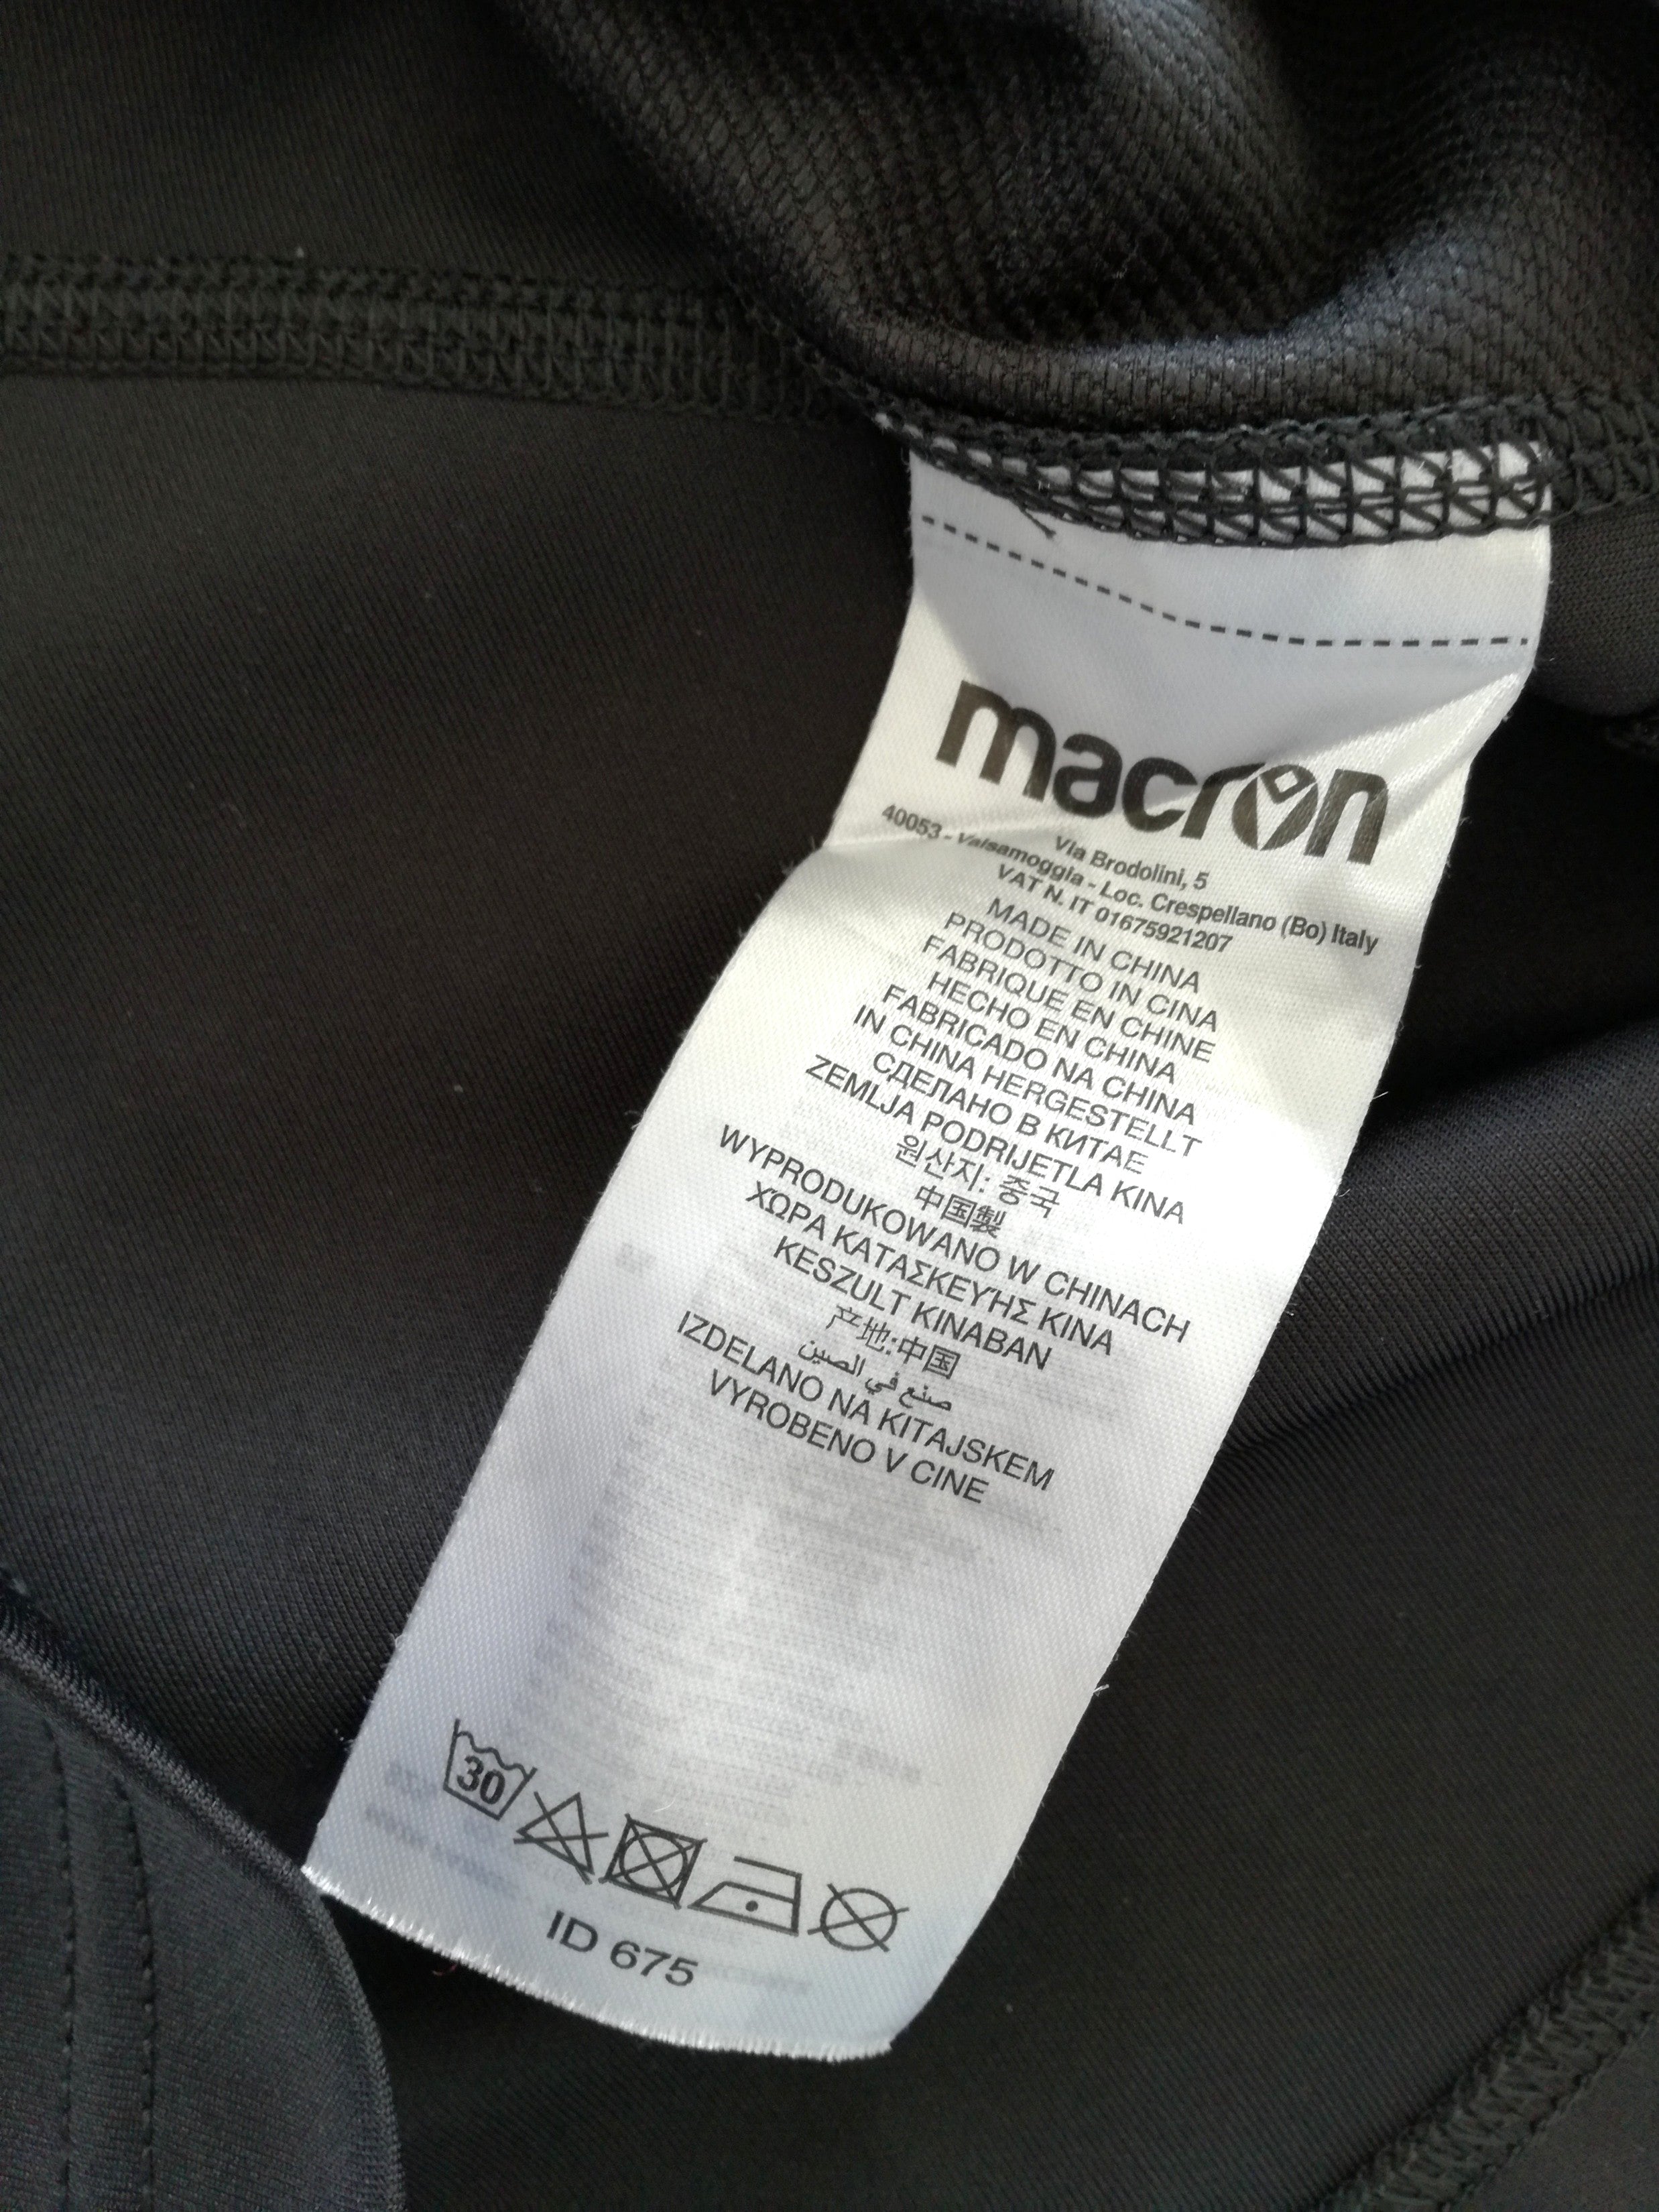 macron
Via Brodolini, 5
40053 - Valsamoggia - Loc. Crespellano (Bo) Italy
VAT N. IT 01675921207
MADE IN CHINA
PRODOTTO IN CINA
FABRIQUE EN CHINE
HECHO EN CHINA
FABRICADO NA CHINA
IN CHINA HERGESTELLT
СДЕЛАНО В КИТАЕ
ZEMLJA PODRIJETLA KINA
원산지: 중국
中国製
WYPRODUKOWANO W CHINACH
ΧΏΡΑ ΚΑΤΑΣΚΕΥΉΣ ΚΙΝΑ
KESZULT KINABAN
产地:中国
صنع في الصين
IZDELANO NA KITAJSKEM
VYROBENO V CINE
30
ID 675